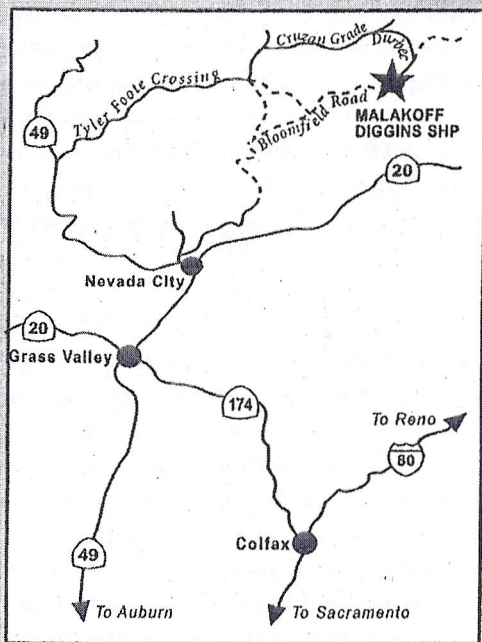 Cruzan Grade
Durbec
Tyler Foote Crossing
49
Bloomfield Road
MALAKOFF
DIGGINS SHP
20
Nevada City
20
Grass Valley
174
To Reno
80
Colfax
49
To Auburn
To Sacramento